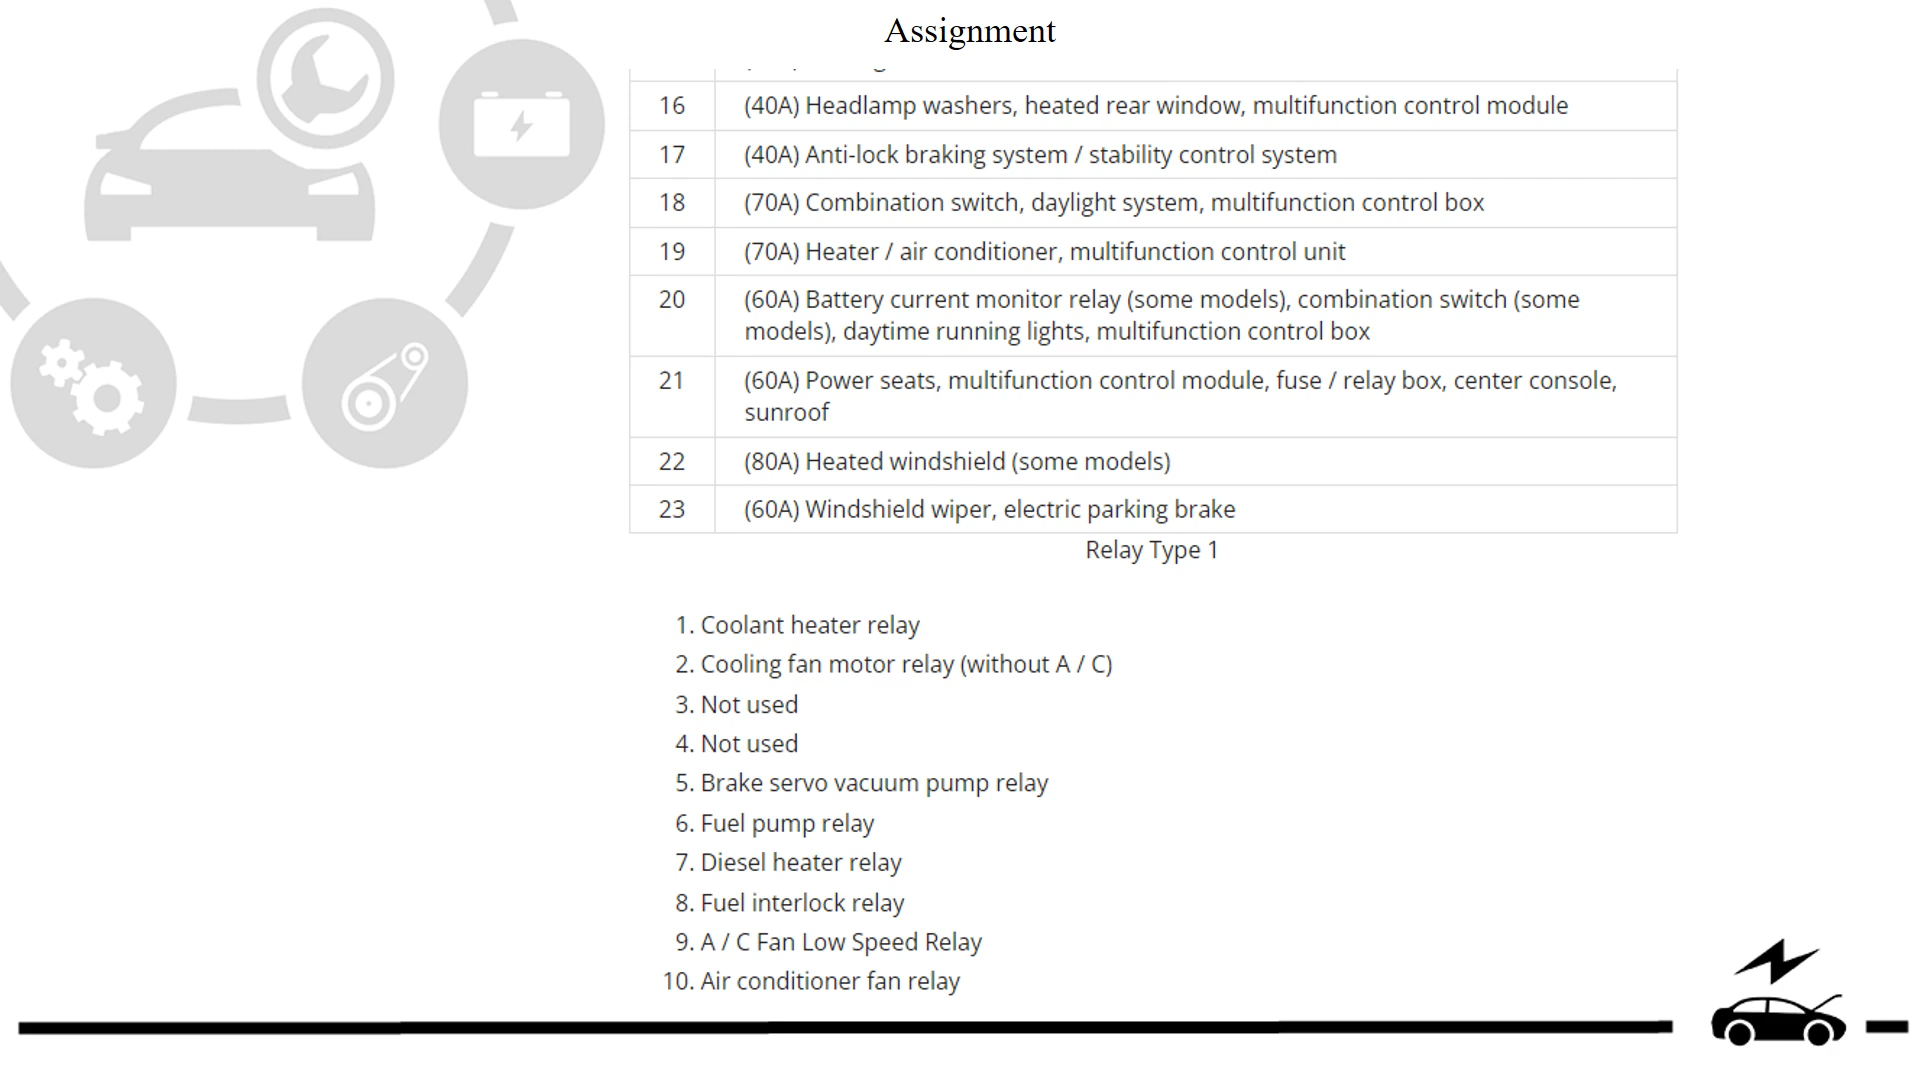 Assignment
16 (40A) Headlamp washers, heated rear window, multifunction control module
17 (40A) Anti-lock braking system / stability control system
18 (70A) Combination switch, daylight system, multifunction control box
19 (70A) Heater / air conditioner, multifunction control unit
20 (60A) Battery current monitor relay (some models), combination switch (some
models), daytime running lights, multifunction control box
21 (60A) Power seats, multifunction control module, fuse / relay box, center console,
sunroof
22 (80A) Heated windshield (some models)
23 (60A) Windshield wiper, electric parking brake
Relay Type 1
1. Coolant heater relay
2. Cooling fan motor relay (without A / C)
3. Not used
4. Not used
5. Brake servo vacuum pump relay
6. Fuel pump relay
7. Diesel heater relay
8. Fuel interlock relay
9. A / C Fan Low Speed Relay
10. Air conditioner fan relay